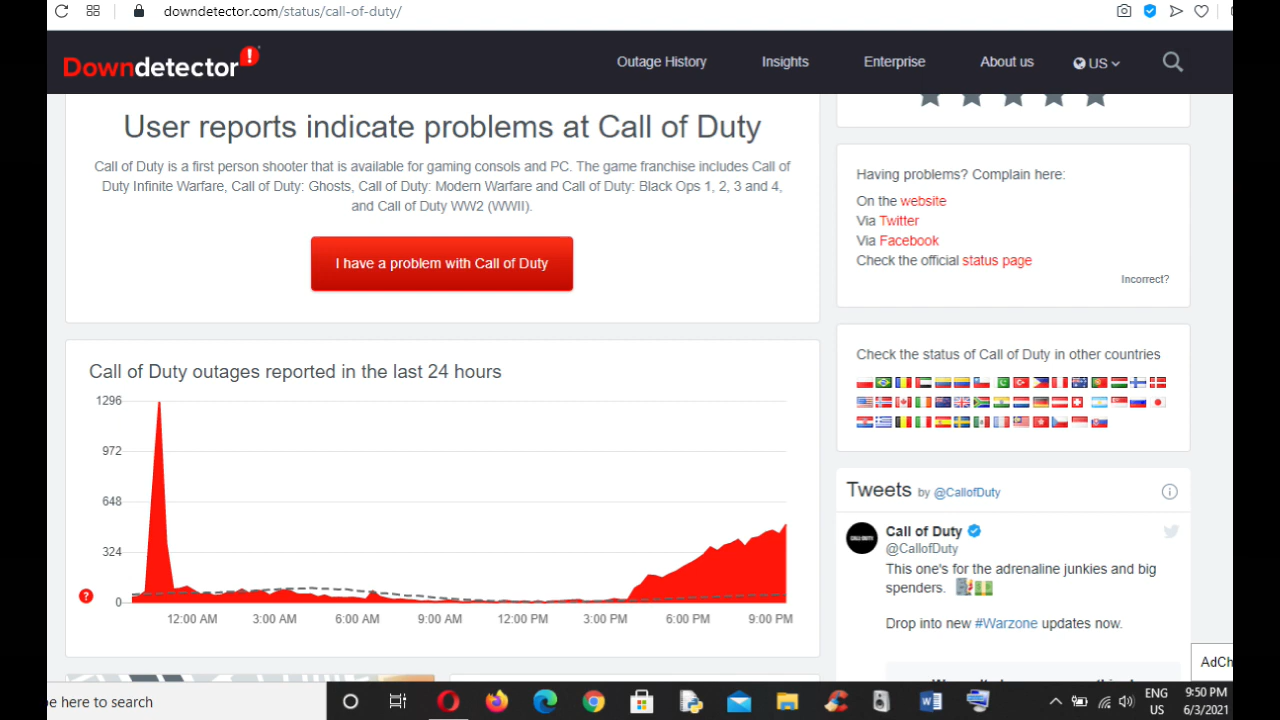 downdetector.com/status/call-of-duty/
Downdetector
Outage History
Insights
Enterprise
About us
US
User reports indicate problems at Call of Duty
Call of Duty is a first person shooter that is available for gaming consols and PC. The game franchise includes Call of
Duty Infinite Warfare, Call of Duty: Ghosts, Call of Duty: Modern Warfare and Call of Duty: Black Ops 1, 2, 3 and 4,
and Call of Duty WW2 (WWII).
I have a problem with Call of Duty
Call of Duty outages reported in the last 24 hours
1296
972
648
324
0
12:00 AM
3:00 AM
6:00 AM
9:00 AM
12:00 PM
3:00 PM
6:00 PM
9:00 PM
Having problems? Complain here:
On the website
Via Twitter
Via Facebook
Check the official status page
Incorrect?
Check the status of Call of Duty in other countries
Tweets by @CallofDuty
Call of Duty
@CallofDuty
This one's for the adrenaline junkies and big
spenders.
Drop into new #Warzone updates now.
AdCh
pe here to search
ENG
US
9:50 PM
6/3/2021